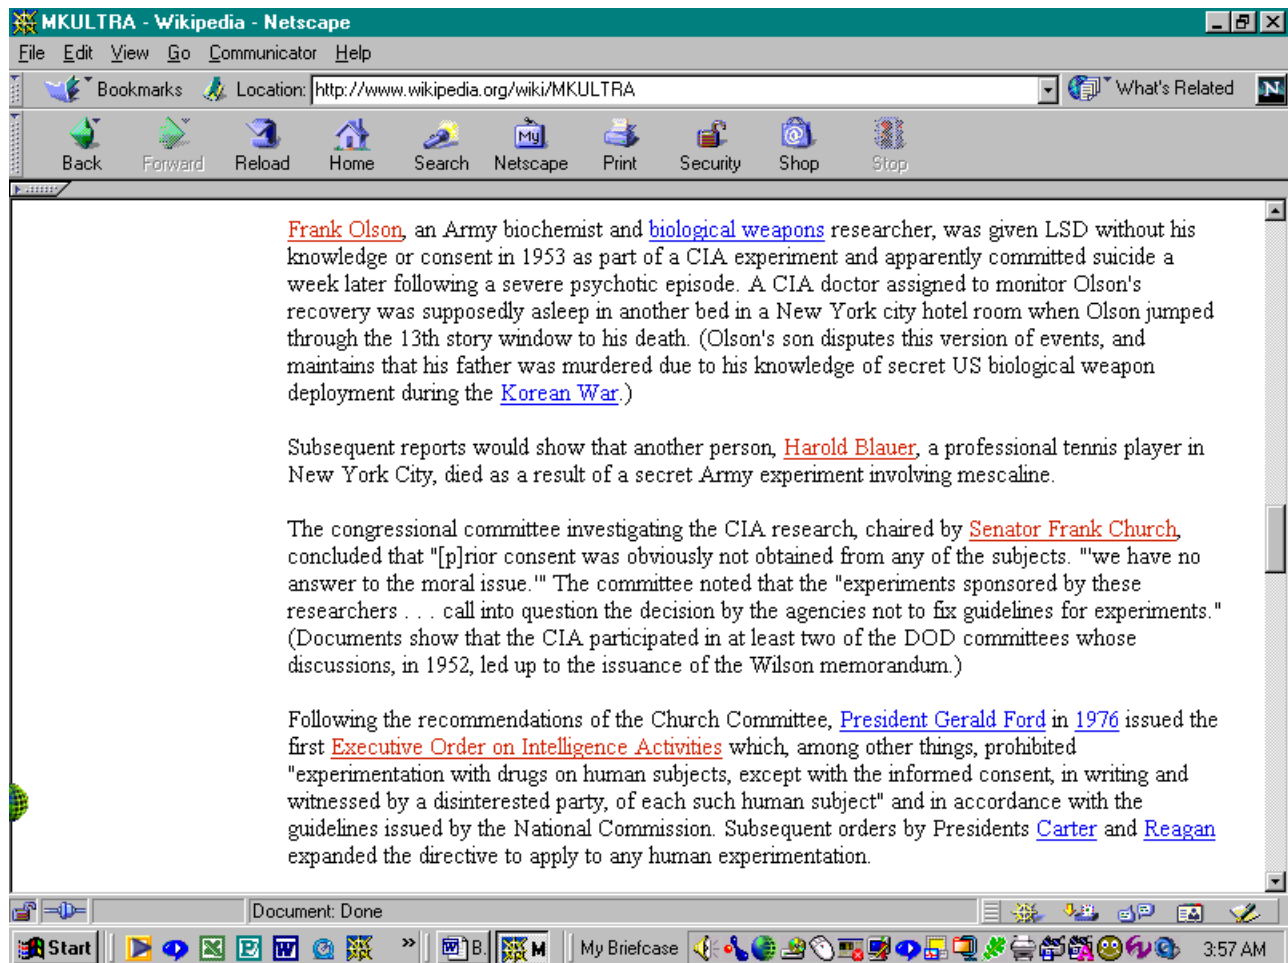 MKULTRA - Wikipedia - Netscape
File Edit View Go Communicator Help
Bookmarks Location: http://www.wikipedia.org/wiki/MKULTRA What's Related N
Back Forward Reload Home Search Netscape Print Security Shop Stop
Frank Olson, an Army biochemist and biological weapons researcher, was given LSD without his
knowledge or consent in 1953 as part of a CIA experiment and apparently committed suicide a
week later following a severe psychotic episode. A CIA doctor assigned to monitor Olson's
recovery was supposedly asleep in another bed in a New York city hotel room when Olson jumped
through the 13th story window to his death. (Olson's son disputes this version of events, and
maintains that his father was murdered due to his knowledge of secret US biological weapon
deployment during the Korean War.)
Subsequent reports would show that another person, Harold Blauer, a professional tennis player in
New York City, died as a result of a secret Army experiment involving mescaline.
The congressional committee investigating the CIA research, chaired by Senator Frank Church,
concluded that "[p]rior consent was obviously not obtained from any of the subjects. "'we have no
answer to the moral issue.'" The committee noted that the "experiments sponsored by these
researchers . . . call into question the decision by the agencies not to fix guidelines for experiments."
(Documents show that the CIA participated in at least two of the DOD committees whose
discussions, in 1952, led up to the issuance of the Wilson memorandum.)
Following the recommendations of the Church Committee, President Gerald Ford in 1976 issued the
first Executive Order on Intelligence Activities which, among other things, prohibited
"experimentation with drugs on human subjects, except with the informed consent, in writing and
witnessed by a disinterested party, of each such human subject" and in accordance with the
guidelines issued by the National Commission. Subsequent orders by Presidents Carter and Reagan
expanded the directive to apply to any human experimentation.
Document: Done
Start » B. M My Briefcase 3:57 AM